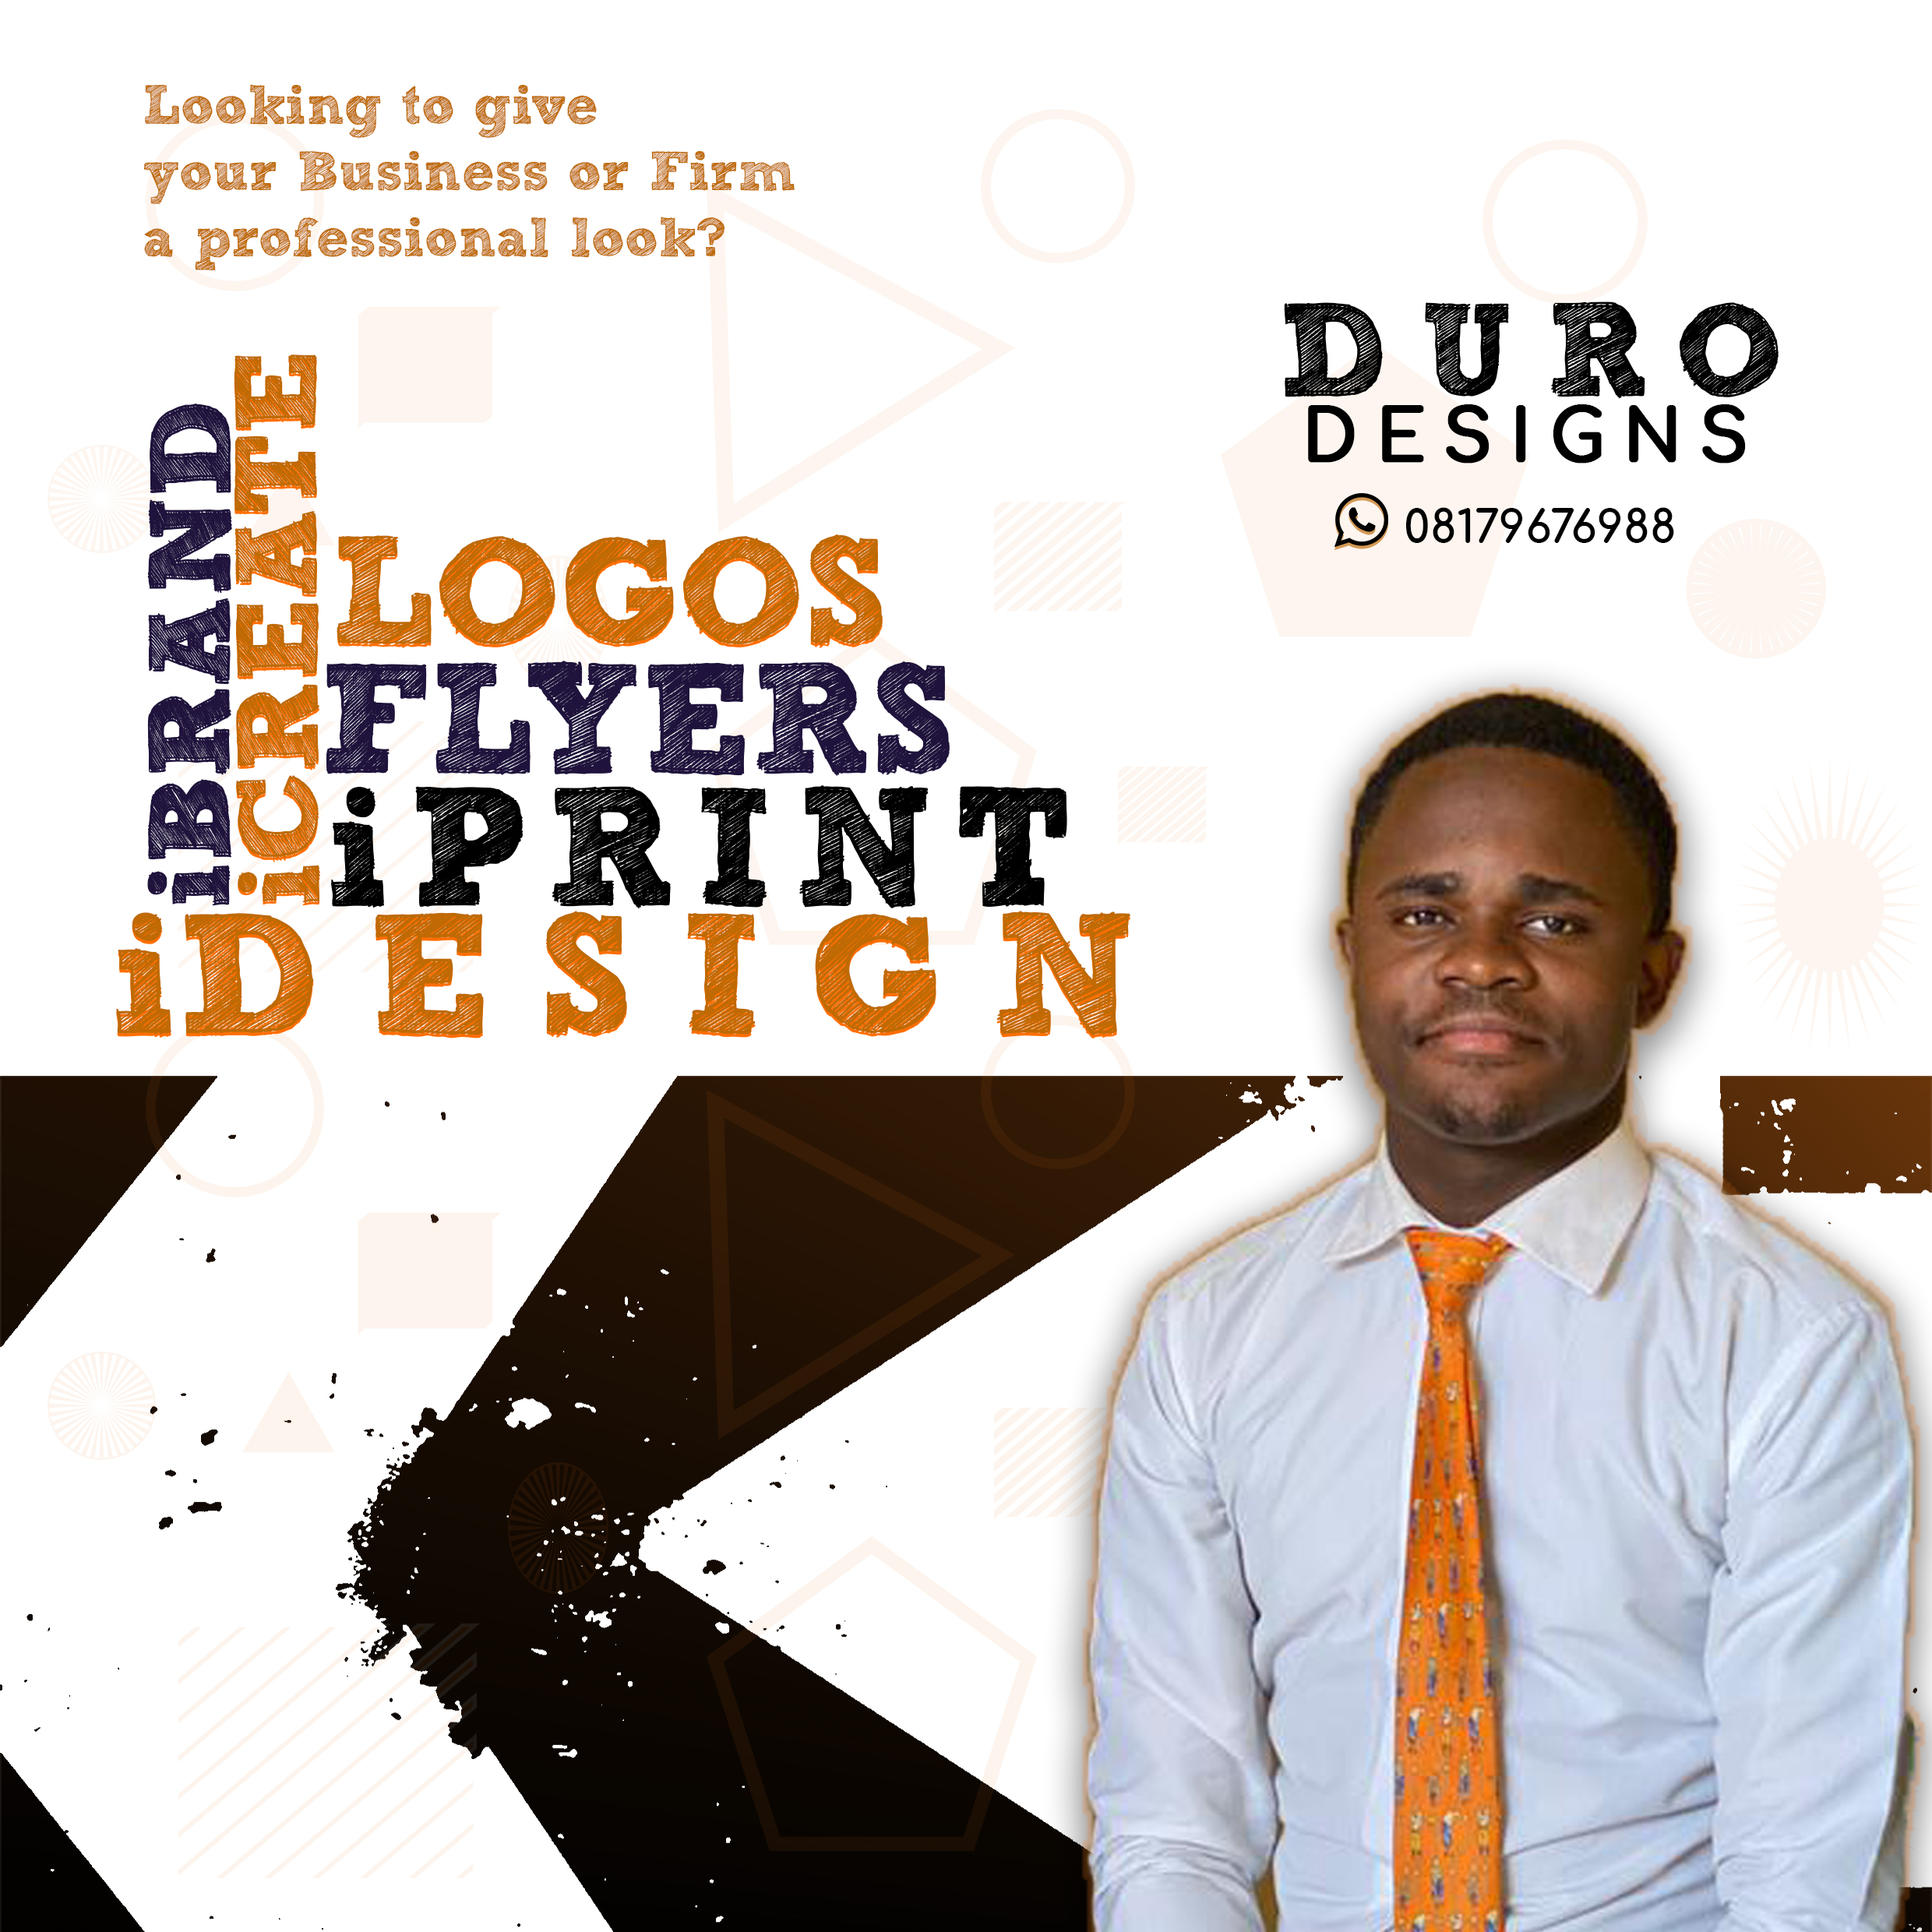 Looking to give
your Business or Firm
a professional look?
DURO
DESIGNS
08179676988
iBRAND
iCREATE
LOGOS
FLYERS
iPRINT
iDESIGN